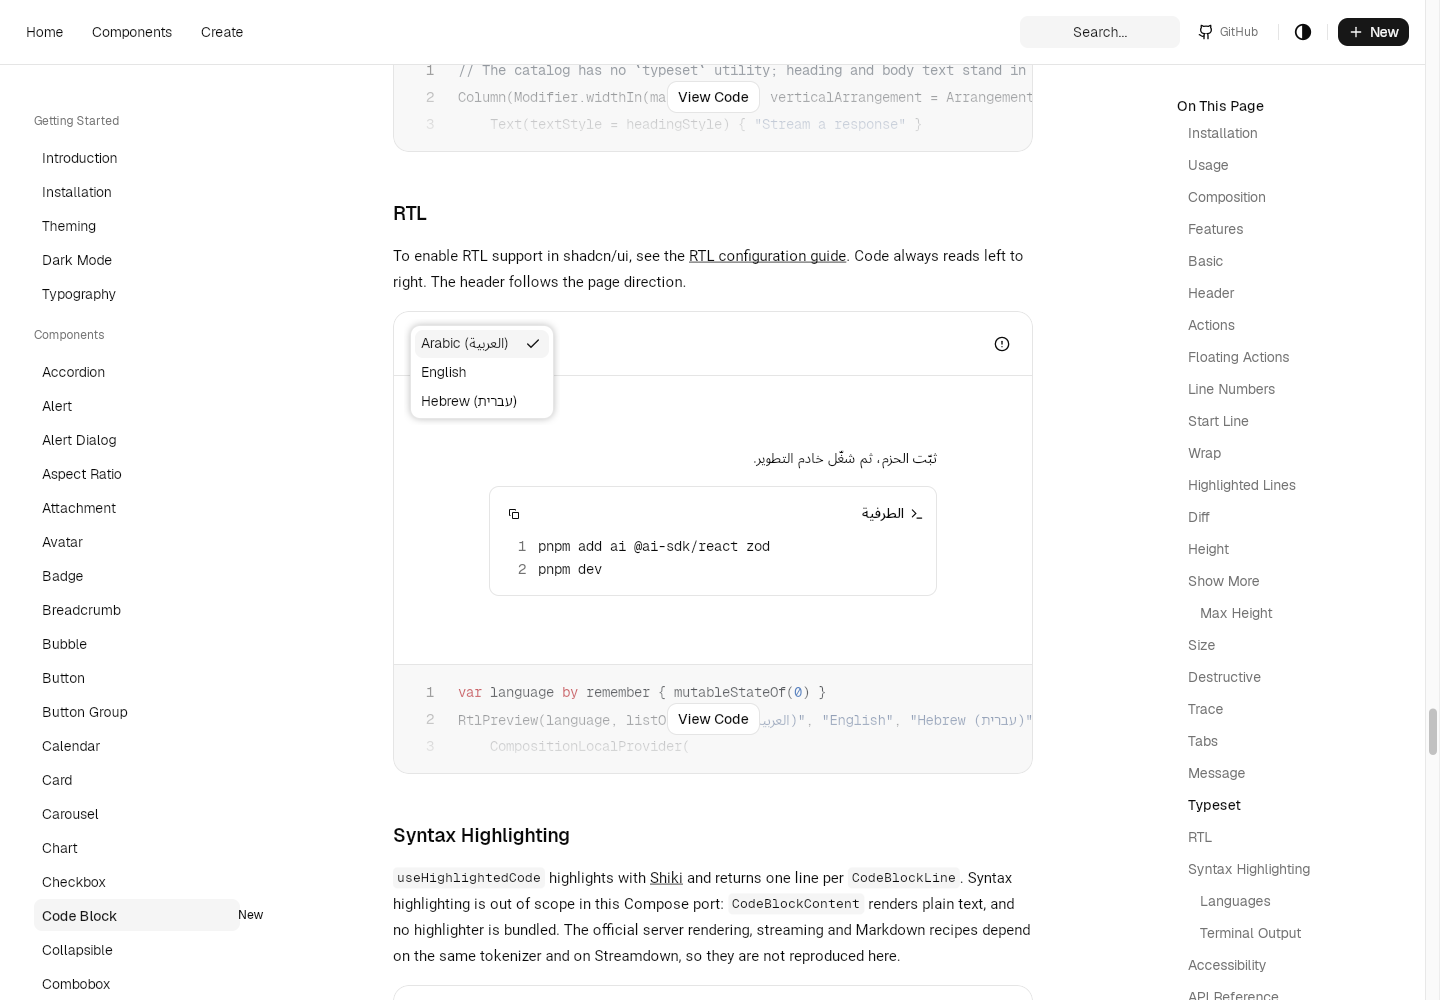 Home
Components
Create
Search...
GitHub
New
Getting Started
Introduction
Installation
Theming
Dark Mode
Typography
Components
Accordion
Alert
Alert Dialog
Aspect Ratio
Attachment
Avatar
Badge
Breadcrumb
Bubble
Button
Button Group
Calendar
Card
Carousel
Chart
Checkbox
Code Block
New
Collapsible
Combobox
1 // The catalog has no `typeset` utility; heading and body text stand in
2 Column(Modifier.widthIn(ma
View Code
verticalArrangement = Arrangement
3 Text(textStyle = headingStyle) { "Stream a response" }
RTL
To enable RTL support in shadcn/ui, see the RTL configuration guide. Code always reads left to
right. The header follows the page direction.
Arabic (العربية)
English
Hebrew (עברית)
ثبّت الحزم، ثم شغّل خادم التطوير.
الطرفية
1 pnpm add ai @ai-sdk/react zod
2 pnpm dev
1 var language by remember { mutableStateOf(0) }
2 RtlPreview(language, listO
View Code
)", "English", "Hebrew (עברית)"
3 CompositionLocalProvider(
Syntax Highlighting
useHighlightedCode highlights with Shiki and returns one line per CodeBlockLine. Syntax
highlighting is out of scope in this Compose port: CodeBlockContent renders plain text, and
no highlighter is bundled. The official server rendering, streaming and Markdown recipes depend
on the same tokenizer and on Streamdown, so they are not reproduced here.
On This Page
Installation
Usage
Composition
Features
Basic
Header
Actions
Floating Actions
Line Numbers
Start Line
Wrap
Highlighted Lines
Diff
Height
Show More
Max Height
Size
Destructive
Trace
Tabs
Message
Typeset
RTL
Syntax Highlighting
Languages
Terminal Output
Accessibility
API Reference